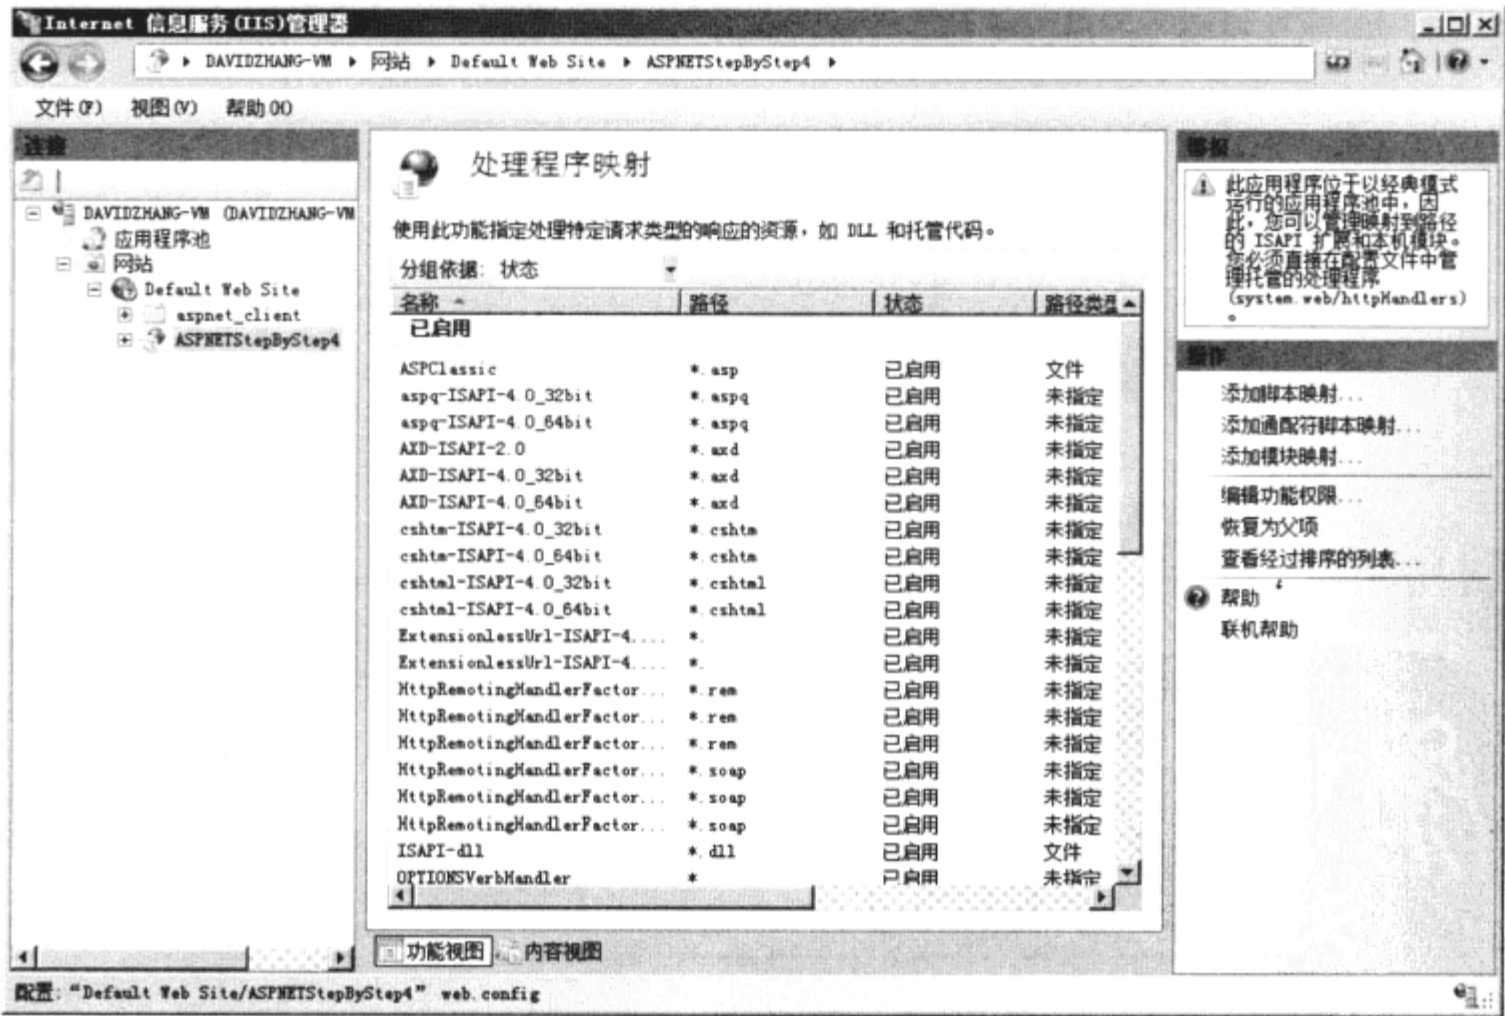 Internet 信息服务(IIS)管理器
DAVIDZHANG-VM 网站 Default Web Site ASPNETStepByStep4
文件(F) 视图(V) 帮助(H)
连接
DAVIDZHANG-VM (DAVIDZHANG-VM
应用程序池
网站
Default Web Site
aspnet_client
ASPNETStepByStep4
处理程序映射
使用此功能指定处理特定请求类型的响应的资源，如 DLL 和托管代码。
分组依据: 状态
名称 路径 状态 路径类型
已启用
ASPClassic *.asp 已启用 文件
aspq-ISAPI-4.0_32bit *.aspq 已启用 未指定
aspq-ISAPI-4.0_64bit *.aspq 已启用 未指定
AXD-ISAPI-2.0 *.axd 已启用 未指定
AXD-ISAPI-4.0_32bit *.axd 已启用 未指定
AXD-ISAPI-4.0_64bit *.axd 已启用 未指定
cshtm-ISAPI-4.0_32bit *.cshtm 已启用 未指定
cshtm-ISAPI-4.0_64bit *.cshtm 已启用 未指定
cshtml-ISAPI-4.0_32bit *.cshtml 已启用 未指定
cshtml-ISAPI-4.0_64bit *.cshtml 已启用 未指定
ExtensionlessUrl-ISAPI-4.... *. 已启用 未指定
ExtensionlessUrl-ISAPI-4.... *. 已启用 未指定
HttpRemotingHandlerFactor... *.rem 已启用 未指定
HttpRemotingHandlerFactor... *.rem 已启用 未指定
HttpRemotingHandlerFactor... *.rem 已启用 未指定
HttpRemotingHandlerFactor... *.soap 已启用 未指定
HttpRemotingHandlerFactor... *.soap 已启用 未指定
HttpRemotingHandlerFactor... *.soap 已启用 未指定
ISAPI-dll *.dll 已启用 文件
OPTIONSVerbHandler * 已启用 未指定
功能视图 内容视图
警报
此应用程序位于以经典模式
运行的应用程序池中，因
此，您可以管理映射到路径
的 ISAPI 扩展和本机模块。
您必须直接在配置文件中管
理托管的处理程序
(system.web/httpHandlers)
。
操作
添加脚本映射...
添加通配符脚本映射...
添加模块映射...
编辑功能权限...
恢复为父项
查看经过排序的列表...
帮助
联机帮助
配置: “Default Web Site/ASPNETStepByStep4” web.config